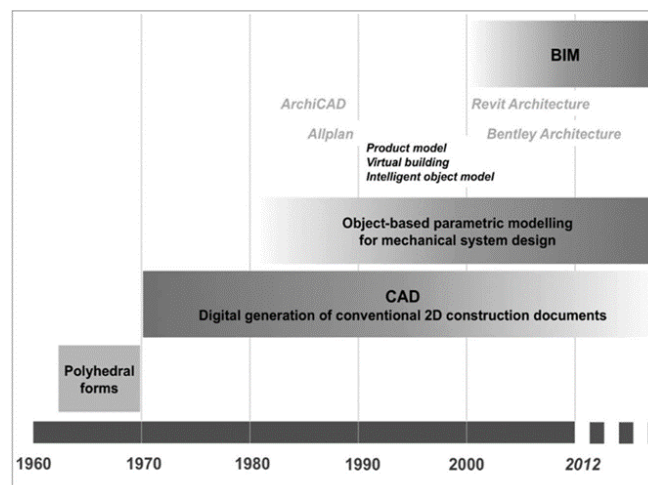 BIM
ArchiCAD
Revit Architecture
Allplan
Bentley Architecture
Product model
Virtual building
Intelligent object model
Object-based parametric modelling
for mechanical system design
CAD
Digital generation of conventional 2D construction documents
Polyhedral
forms
1960 1970 1980 1990 2000 2012